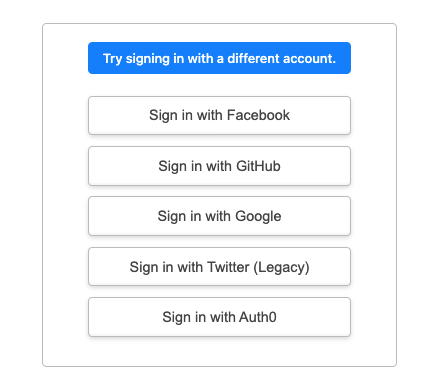 Try signing in with a different account.
Sign in with Facebook
Sign in with GitHub
Sign in with Google
Sign in with Twitter (Legacy)
Sign in with Auth0